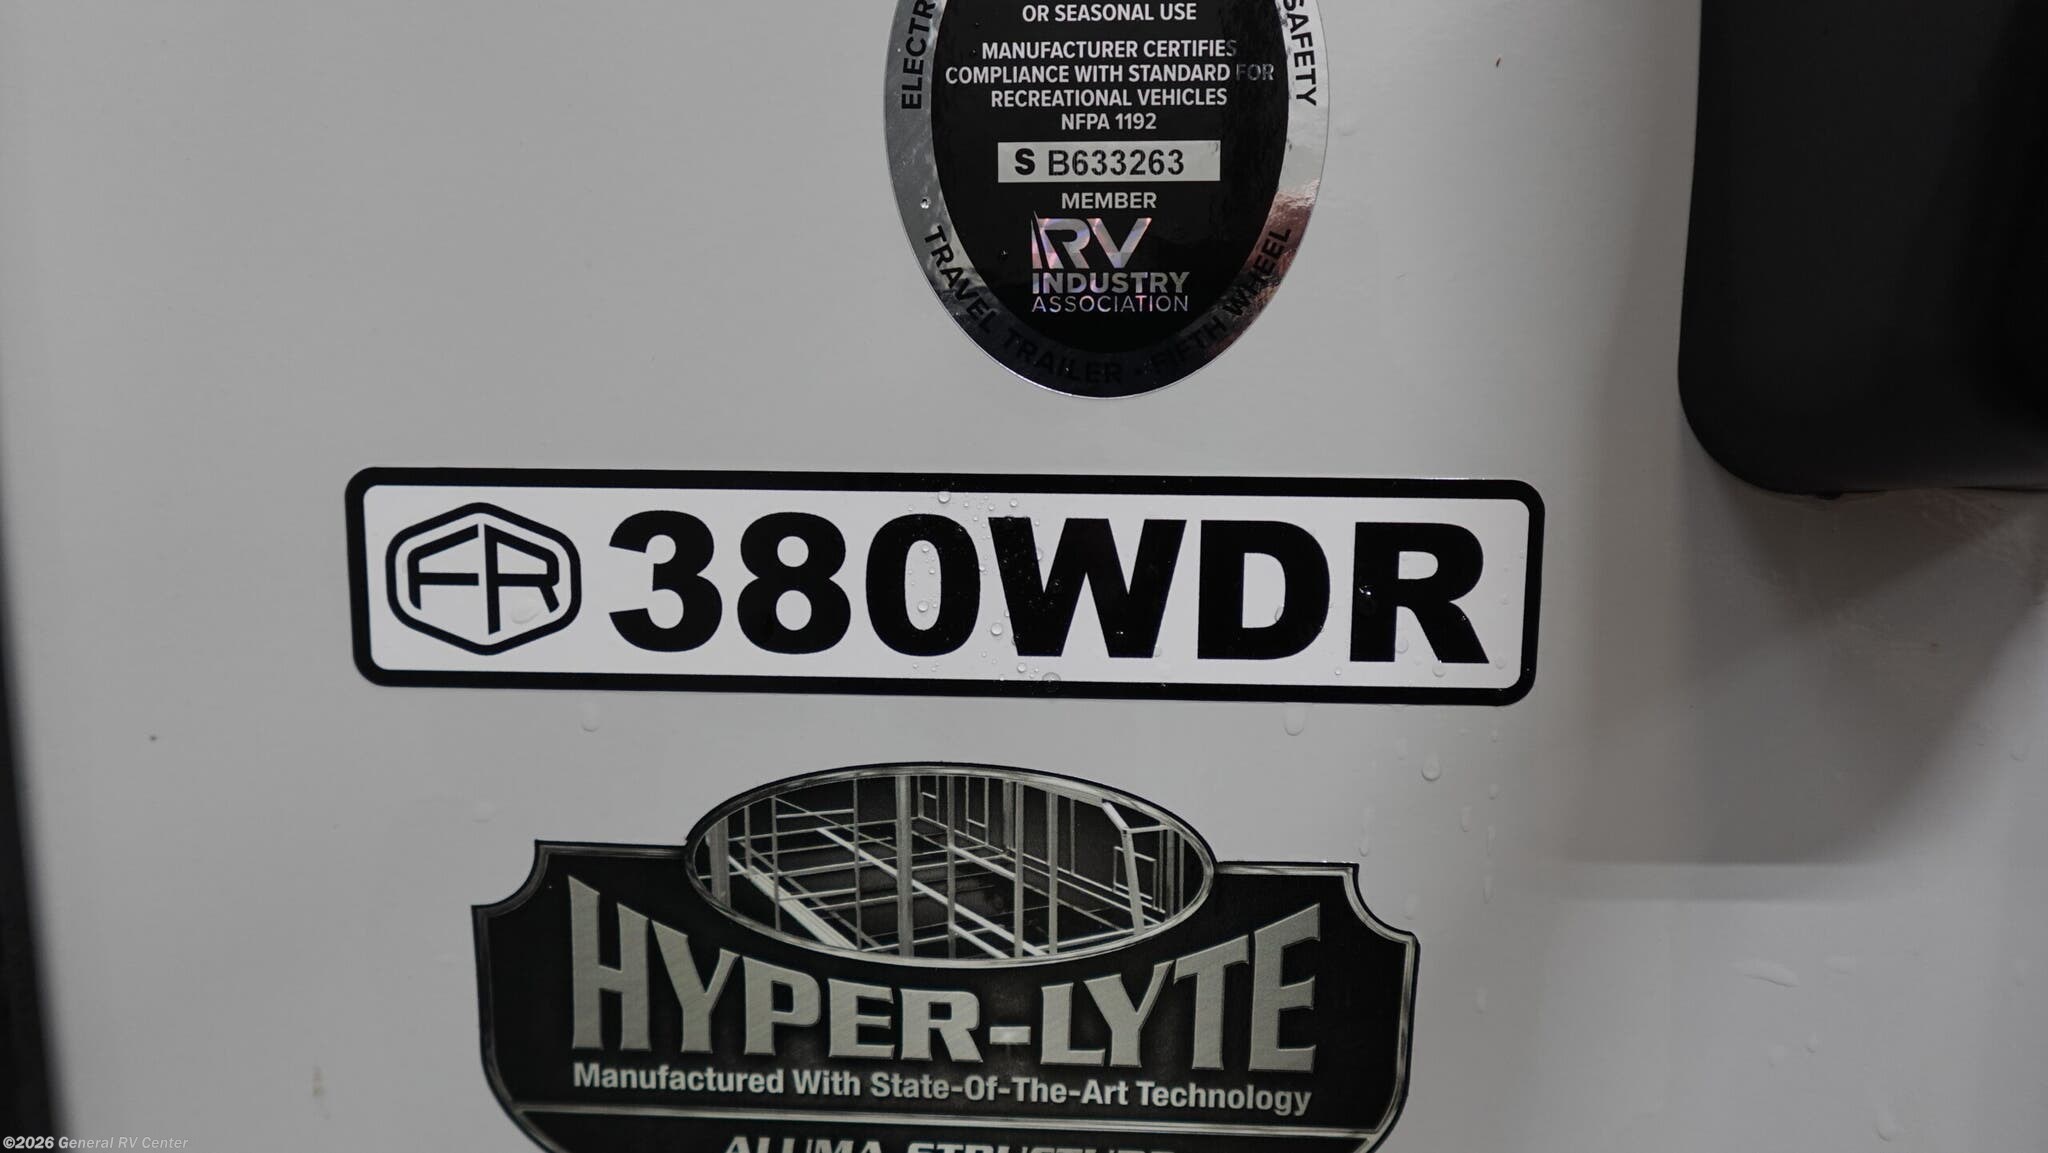 OR SEASONAL USE
MANUFACTURER CERTIFIES
COMPLIANCE WITH STANDARD FOR
RECREATIONAL VEHICLES
NFPA 1192
S B633263
MEMBER
RV
INDUSTRY
ASSOCIATION
SAFETY
TRAVEL TRAILER - FIFTH WHEEL
FR 380WDR
HYPER-LYTE
Manufactured With State-Of-The-Art Technology
©2026 General RV Center